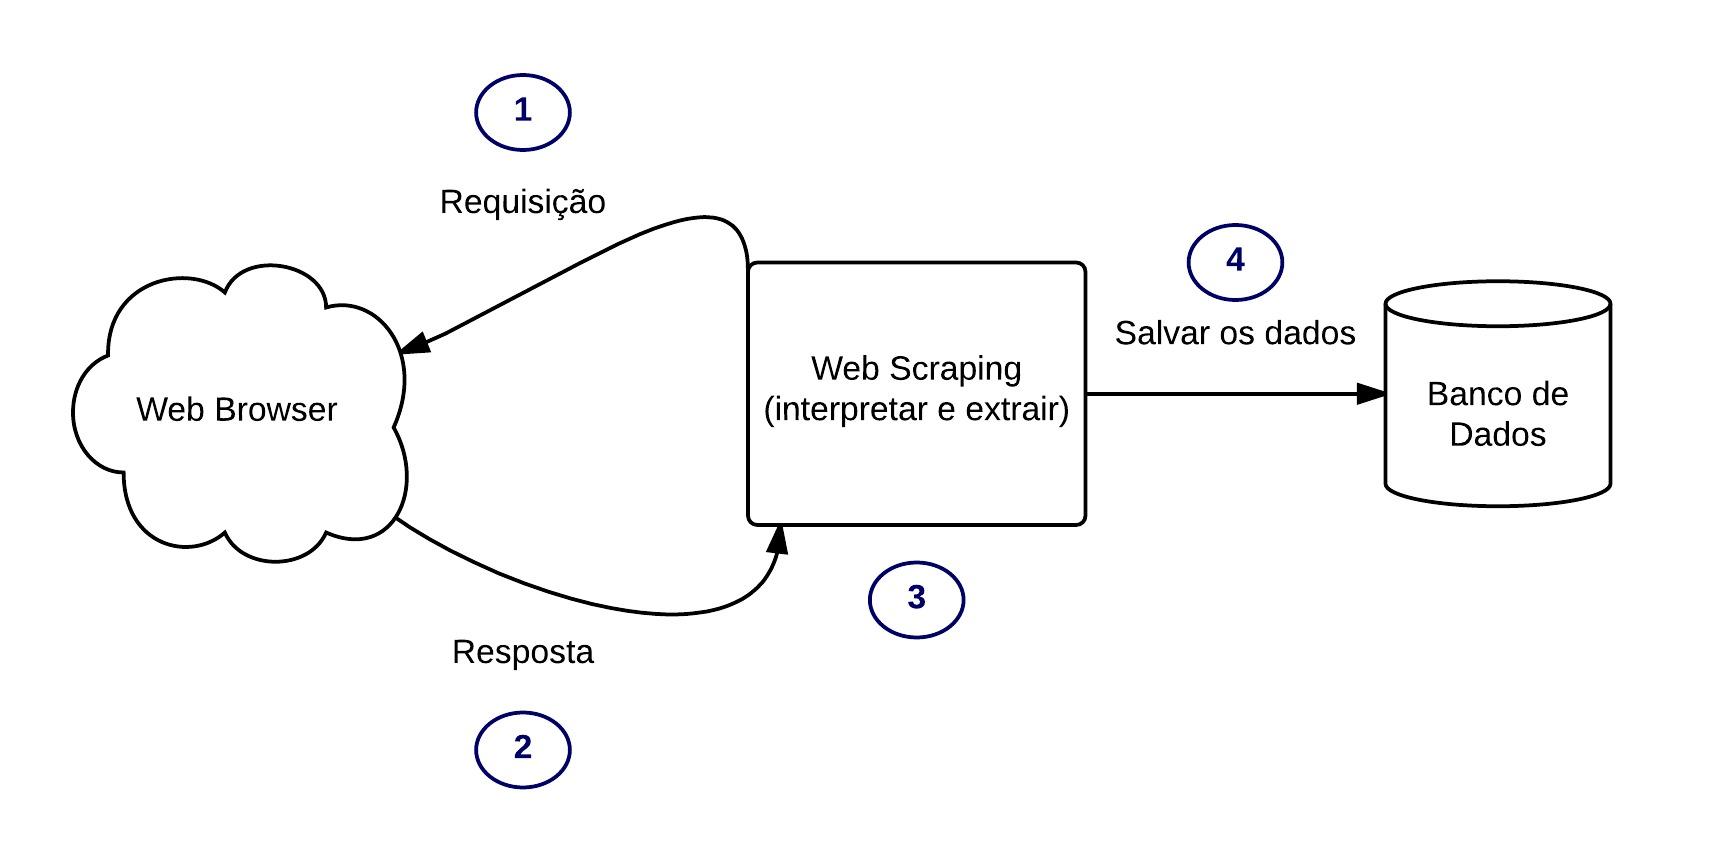 1
Requisição
4
Salvar os dados
Web Browser
Web Scraping
(interpretar e extrair)
Banco de
Dados
3
Resposta
2